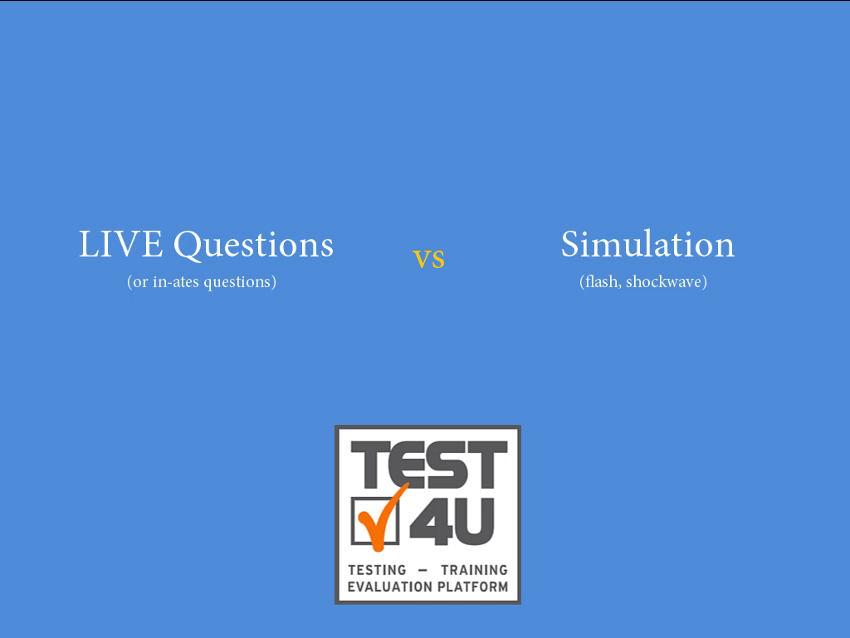 LIVE Questions
(or in-ates questions)
vs
Simulation
(flash, shockwave)
TEST
4U
TESTING – TRAINING
EVALUATION PLATFORM